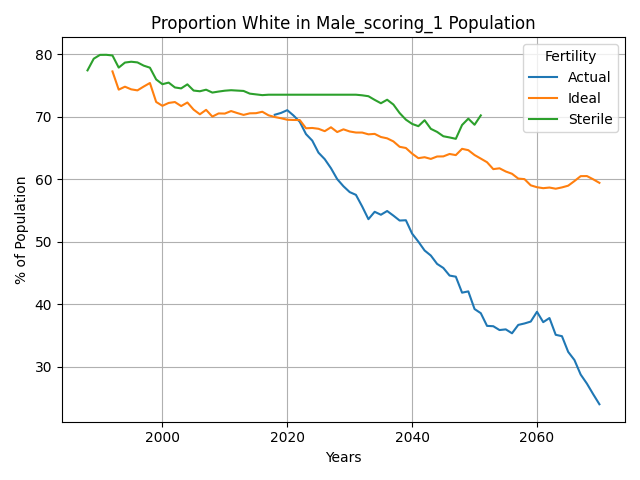 Proportion White in Male_scoring_1 Population
Fertility
Actual
Ideal
Sterile
% of Population
80
70
60
50
40
30
2000
2020
2040
2060
Years